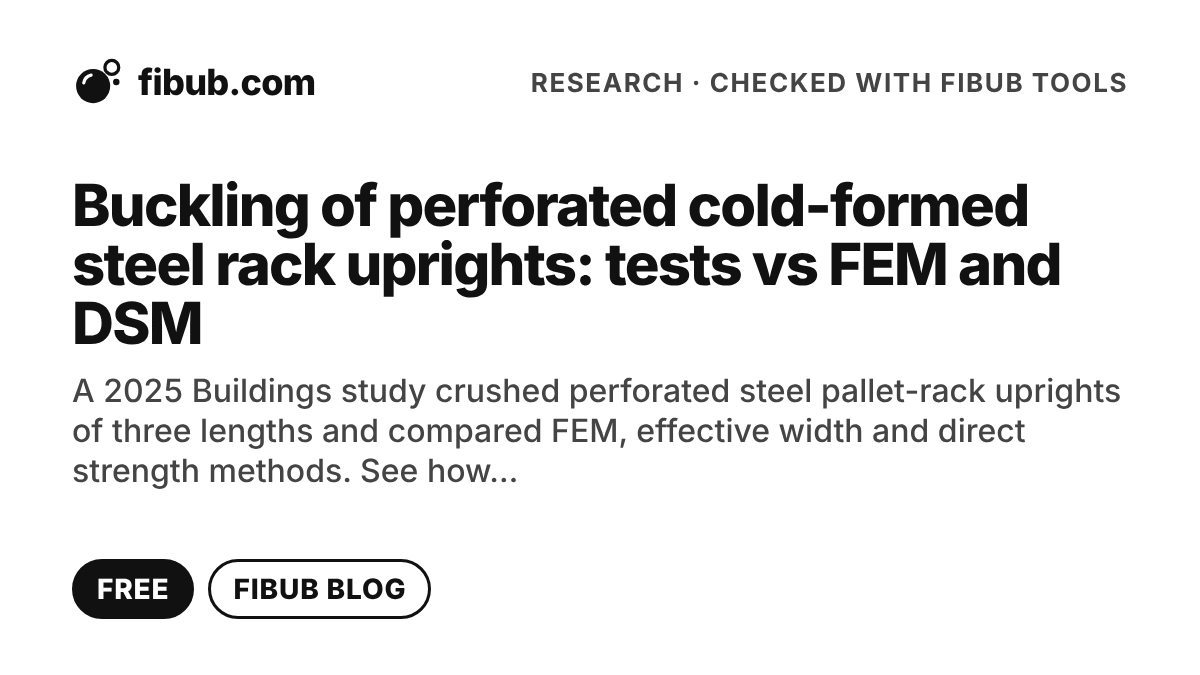 fibub.com
RESEARCH · CHECKED WITH FIBUB TOOLS
Buckling of perforated cold-formed
steel rack uprights: tests vs FEM and
DSM
A 2025 Buildings study crushed perforated steel pallet-rack uprights
of three lengths and compared FEM, effective width and direct
strength methods. See how...
FREE
FIBUB BLOG